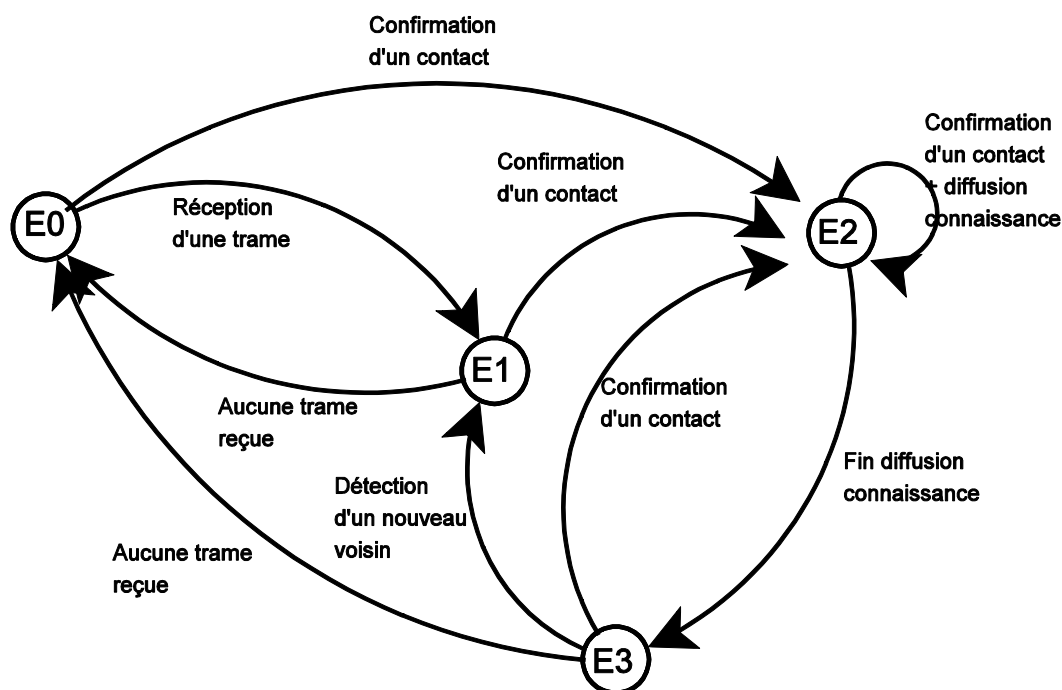 Confirmation
d'un contact
Confirmation
d'un contact
+ diffusion
connaissance
Confirmation
d'un contact
Réception
d'une trame
E0
E2
E1
Aucune trame
reçue
Confirmation
d'un contact
Fin diffusion
connaissance
Détection
d'un nouveau
voisin
Aucune trame
reçue
E3